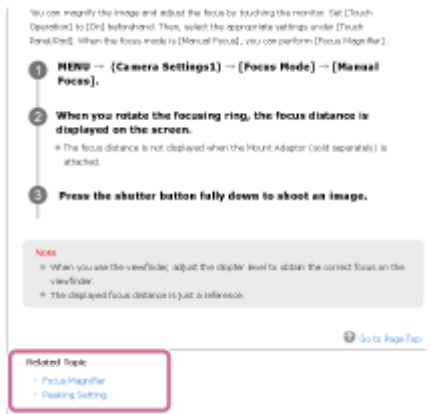 You can magnify the image and adjust the focus by touching the monitor. Set [Touch
Operation] to [On] beforehand. Then, select the appropriate settings under [Touch
Panel/Pad]. When the focus mode is [Manual Focus], you can perform [Focus Magnifier].
1 MENU → (Camera Settings1) → [Focus Mode] → [Manual
Focus].
2 When you rotate the focusing ring, the focus distance is
displayed on the screen.
The focus distance is not displayed when the Mount Adaptor (sold separately) is
attached.
3 Press the shutter button fully down to shoot an image.
Note
When you use the viewfinder, adjust the diopter level to obtain the correct focus on the
viewfinder.
The displayed focus distance is just a reference.
Go to Page Top
Related Topic
Focus Magnifier
Peaking Setting